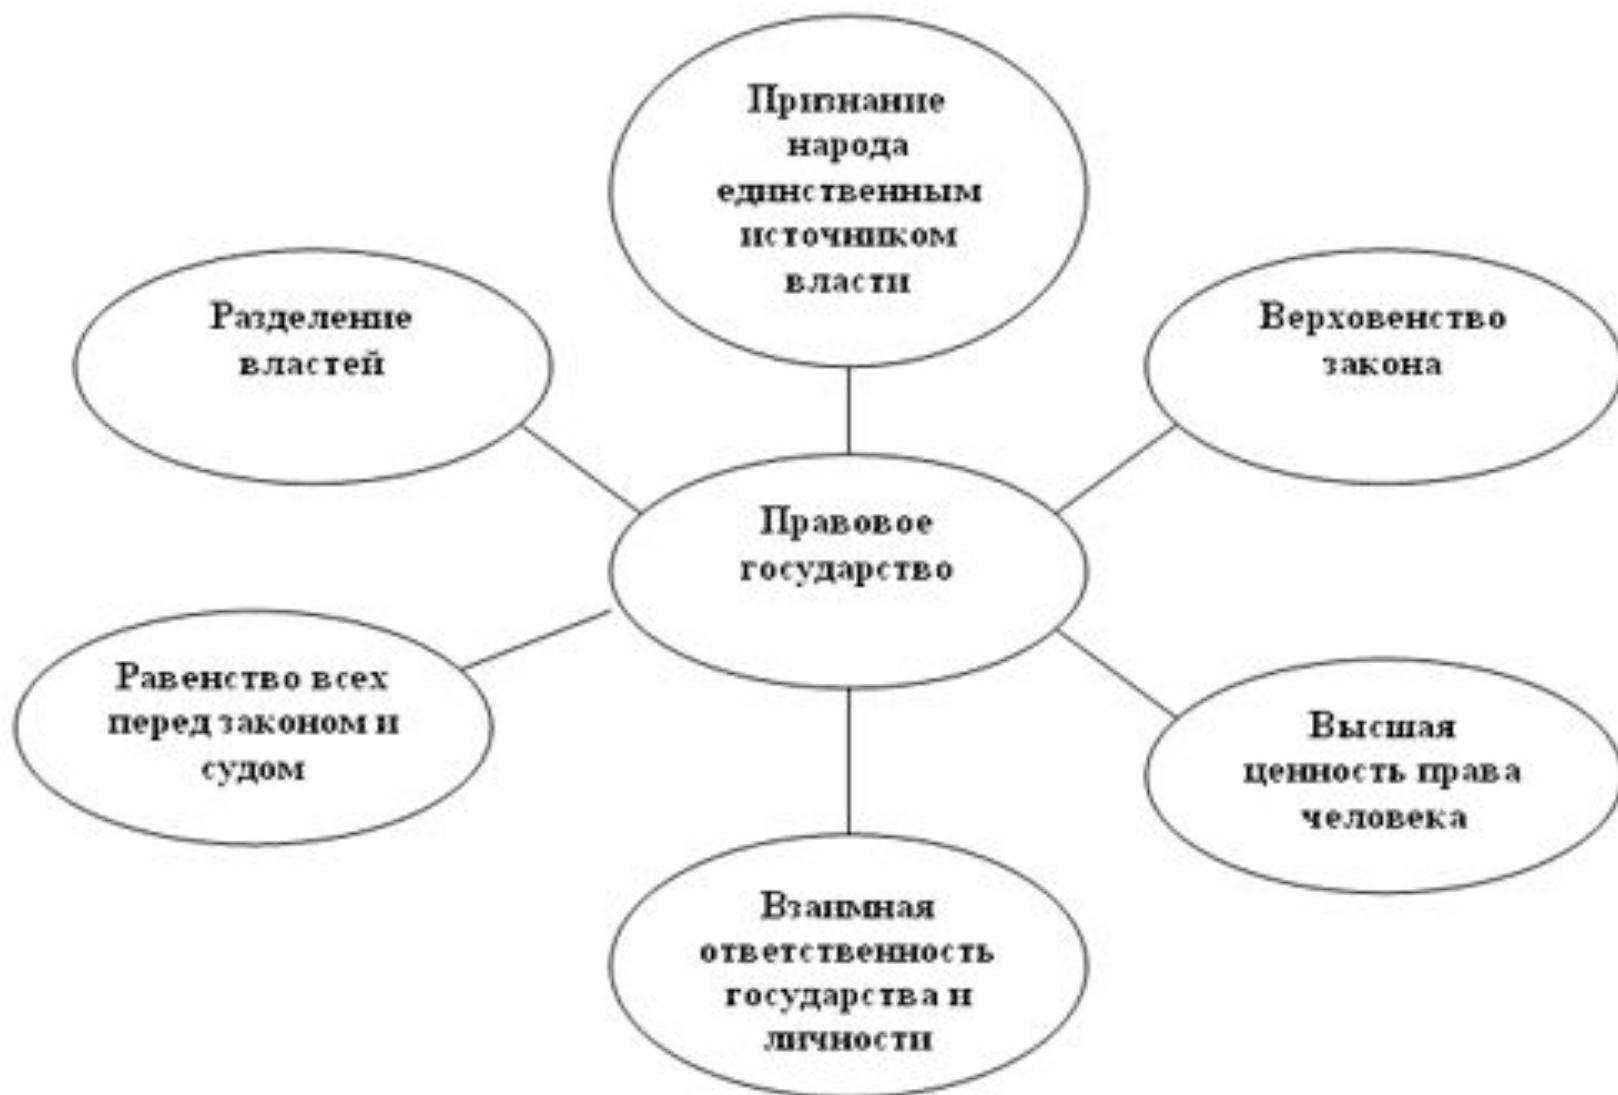 Признание
народа
единственным
источником
власти
Разделение
властей
Верховенство
закона
Правовое
государство
Равенство всех
перед законом и
судом
Высшая
ценность права
человека
Взаимная
ответственность
государства и
личности